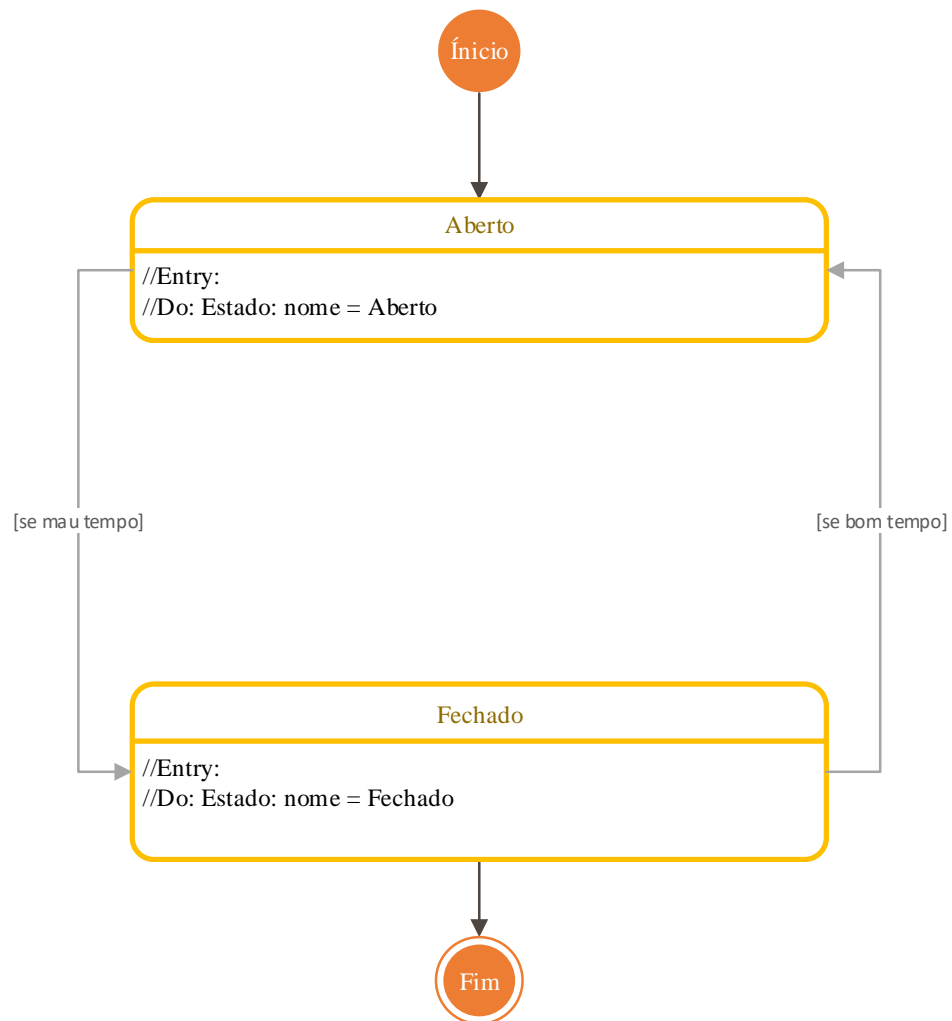 Ínicio
Aberto
//Entry:
//Do: Estado: nome = Aberto
[se mau tempo]
[se bom tempo]
Fechado
//Entry:
//Do: Estado: nome = Fechado
Fim